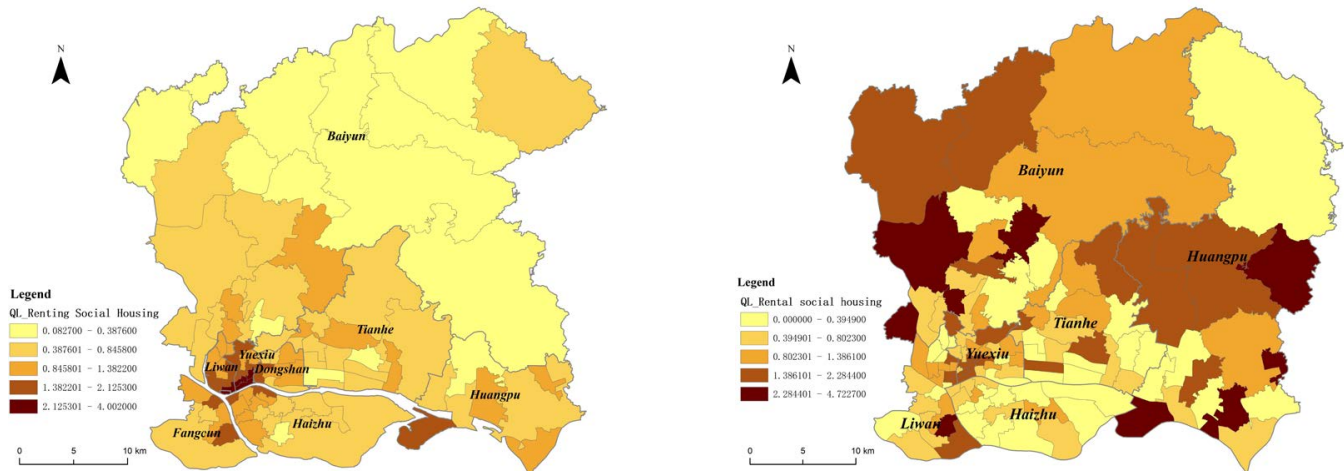 N
Baiyun
Legend
QL_Renting Social Housing
0.082700 - 0.387600
0.387601 - 0.845800
0.845801 - 1.382200
1.382201 - 2.125300
2.125301 - 4.002000
Tianhe
Yuexiu
Liwan
Dongshan
Huangpu
Haizhu
Fangcun
0 5 10 km
N
Baiyun
Huangpu
Legend
QL_Rental social housing
0.000000 - 0.394900
0.394901 - 0.802300
0.802301 - 1.386100
1.386101 - 2.284400
2.284401 - 4.722700
Tianhe
Yuexiu
Haizhu
Liwan
0 5 10 km